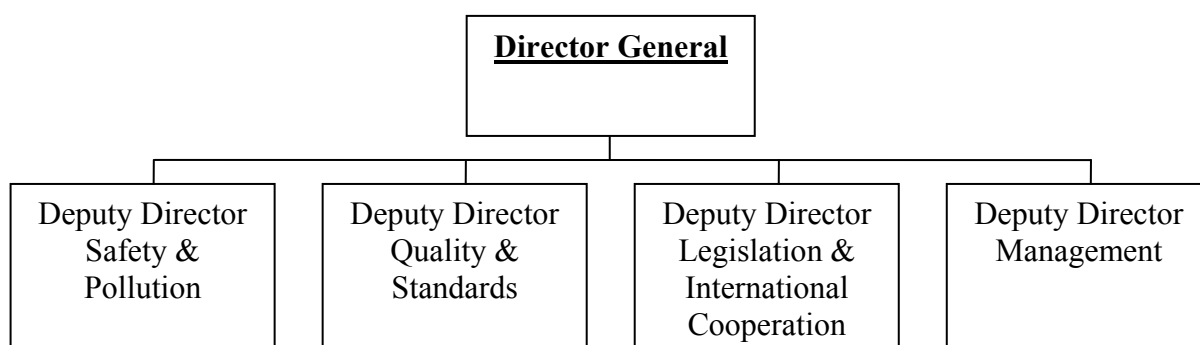 Director General
Deputy Director
Safety &
Pollution
Deputy Director
Quality &
Standards
Deputy Director
Legislation &
International
Cooperation
Deputy Director
Management